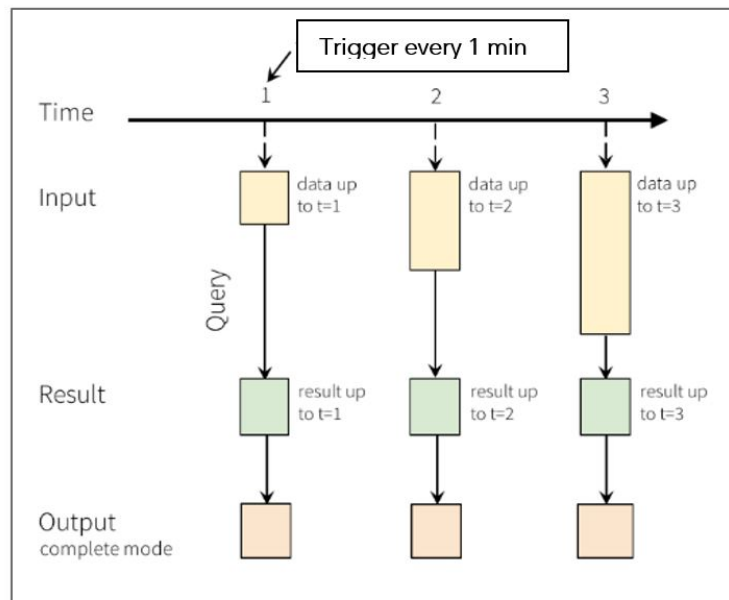 Trigger every 1 min
1 2 3
Time
Input
data up
to t=1
data up
to t=2
data up
to t=3
Query
Result
result up
to t=1
result up
to t=2
result up
to t=3
Output
complete mode